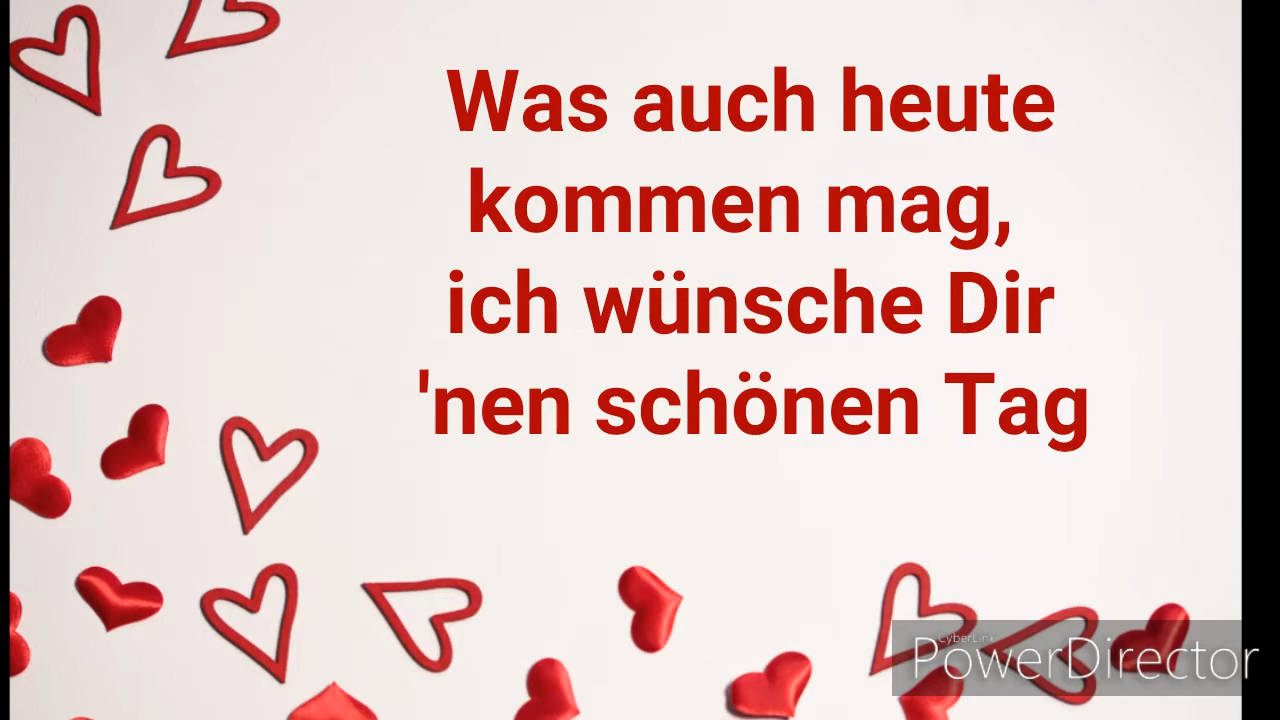 Was auch heute
kommen mag,
ich wünsche Dir
'nen schönen Tag
CyberLink
PowerDirector